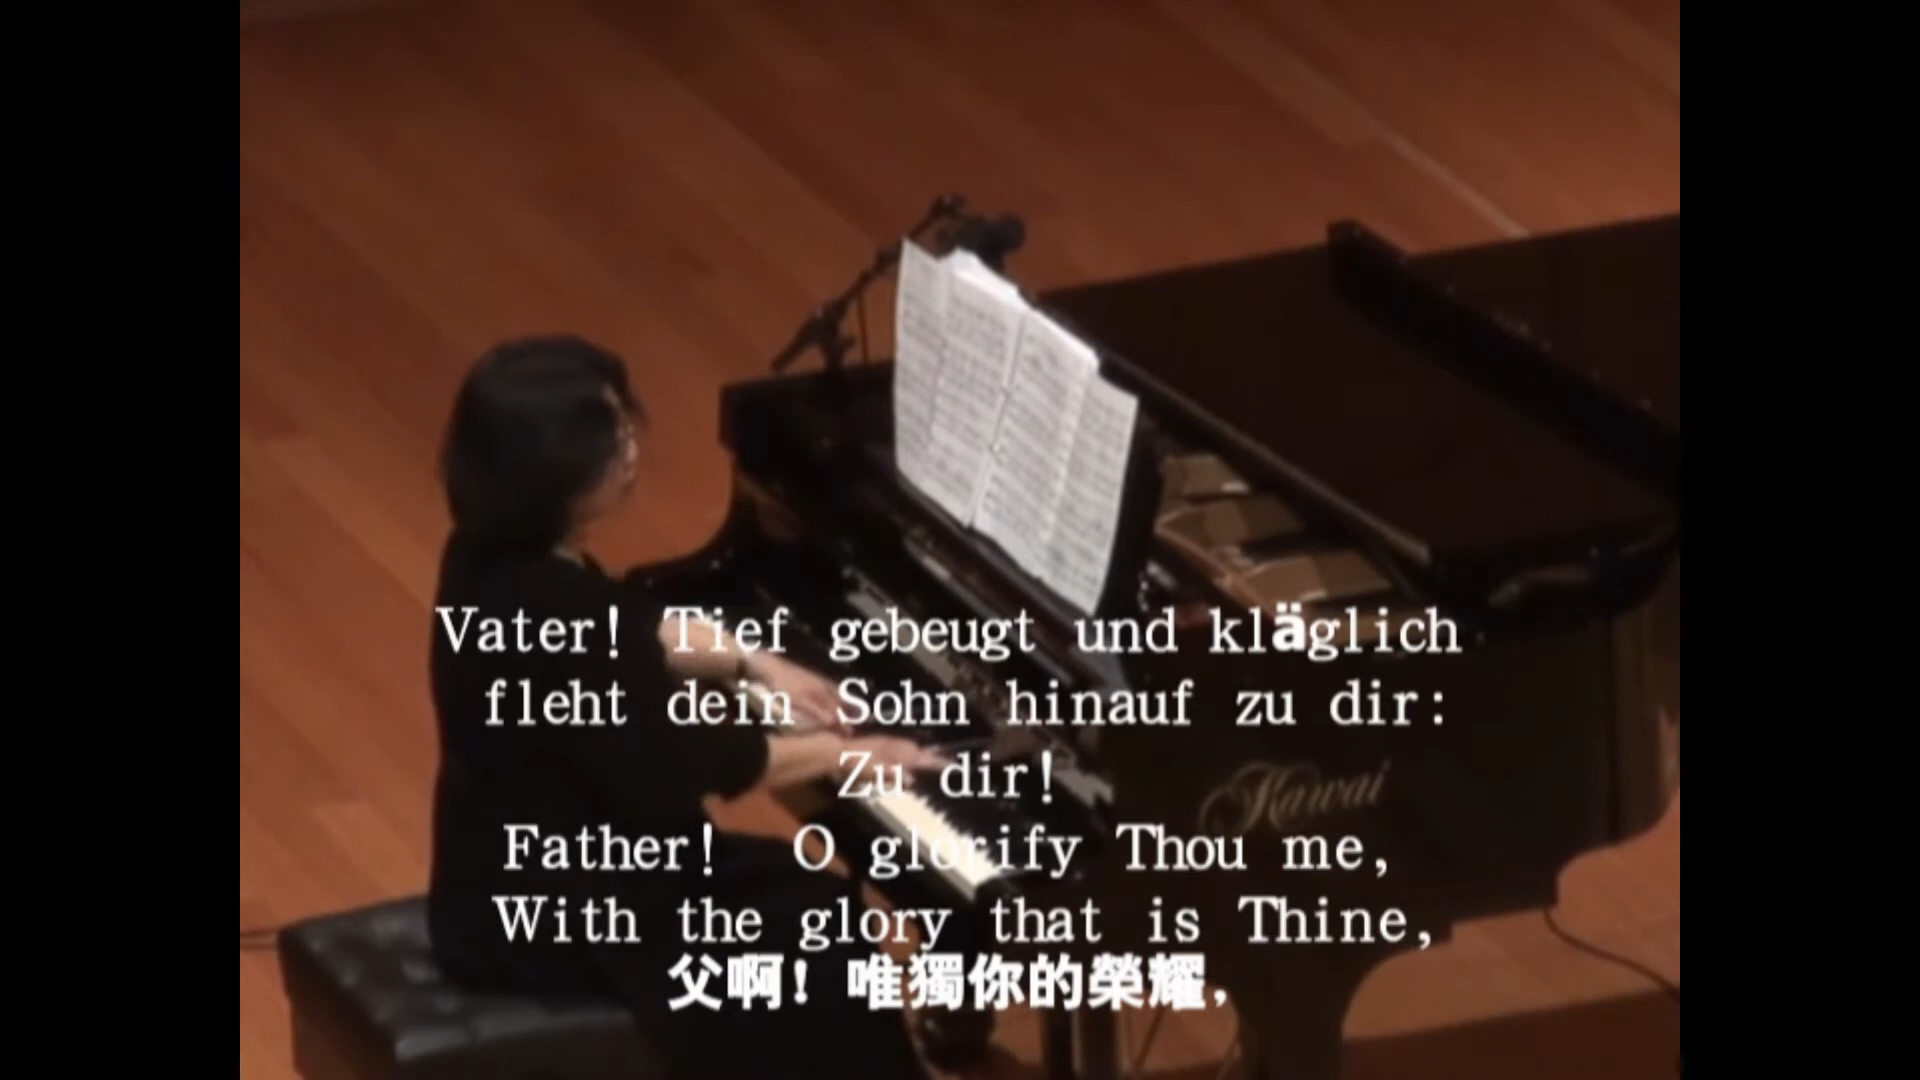 Kawai
Vater! Tief gebeugt und kläglich
fleht dein Sohn hinauf zu dir:
Zu dir!
Father! O glorify Thou me,
With the glory that is Thine,
父啊！唯獨你的榮耀，